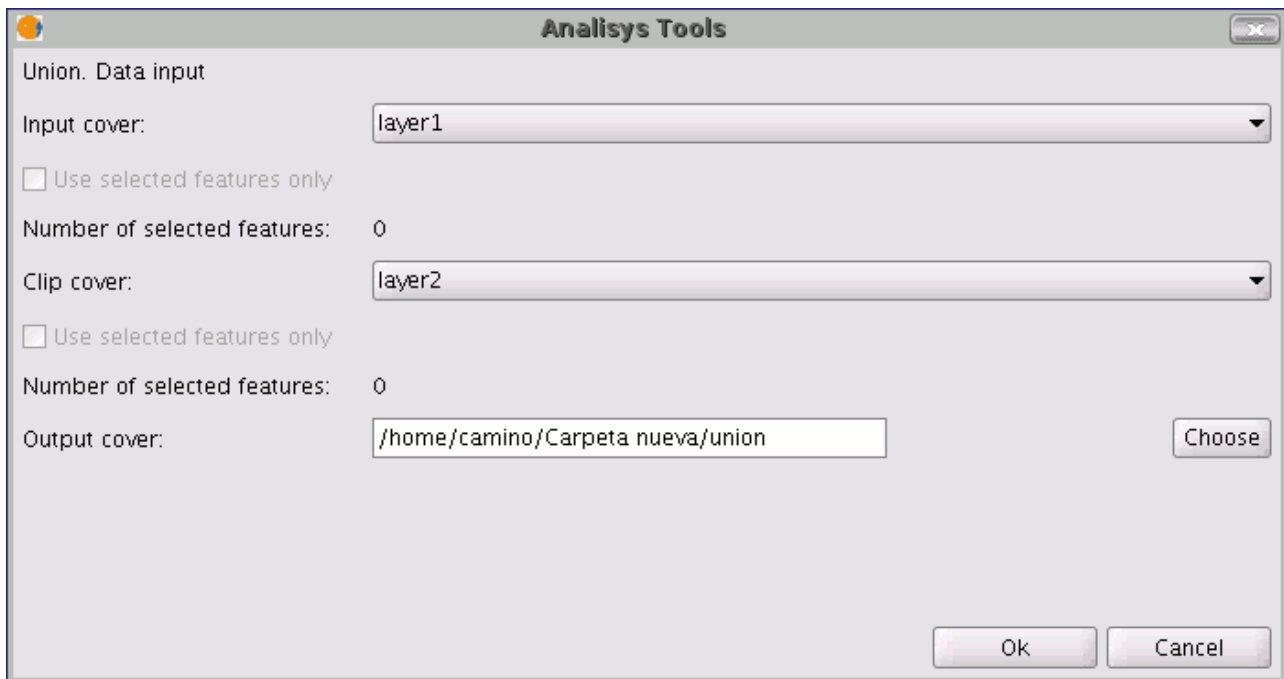 Analisys Tools
Union. Data input
Input cover: layer1
Use selected features only
Number of selected features: 0
Clip cover: layer2
Use selected features only
Number of selected features: 0
Output cover: /home/camino/Carpeta nueva/union Choose
Ok Cancel